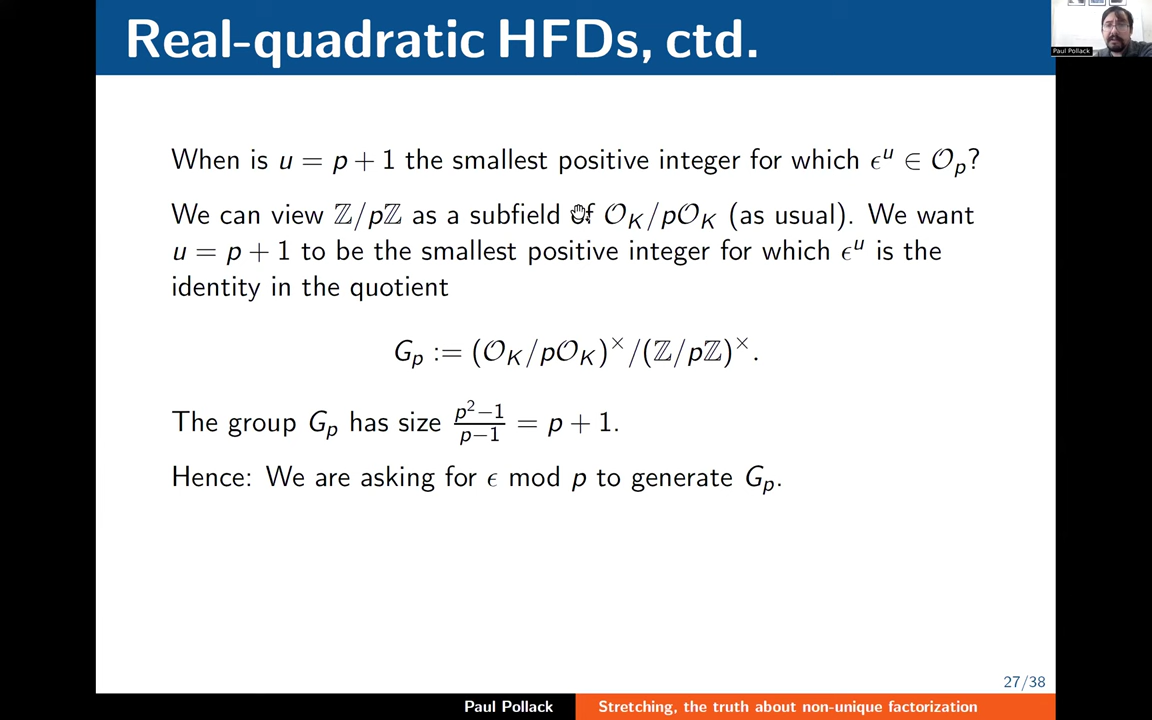 Real-quadratic HFDs, ctd.
Paul Pollack
When is u = p + 1 the smallest positive integer for which ϵ^u ∈ 𝒪_p?
We can view ℤ/pℤ as a subfield of 𝒪_K/p𝒪_K (as usual). We want
u = p + 1 to be the smallest positive integer for which ϵ^u is the
identity in the quotient
G_p := (𝒪_K/p𝒪_K)^×/(ℤ/pℤ)^×.
The group G_p has size \frac{p^2−1}{p−1} = p + 1.
Hence: We are asking for ϵ mod p to generate G_p.
27/38
Paul Pollack Stretching, the truth about non-unique factorization